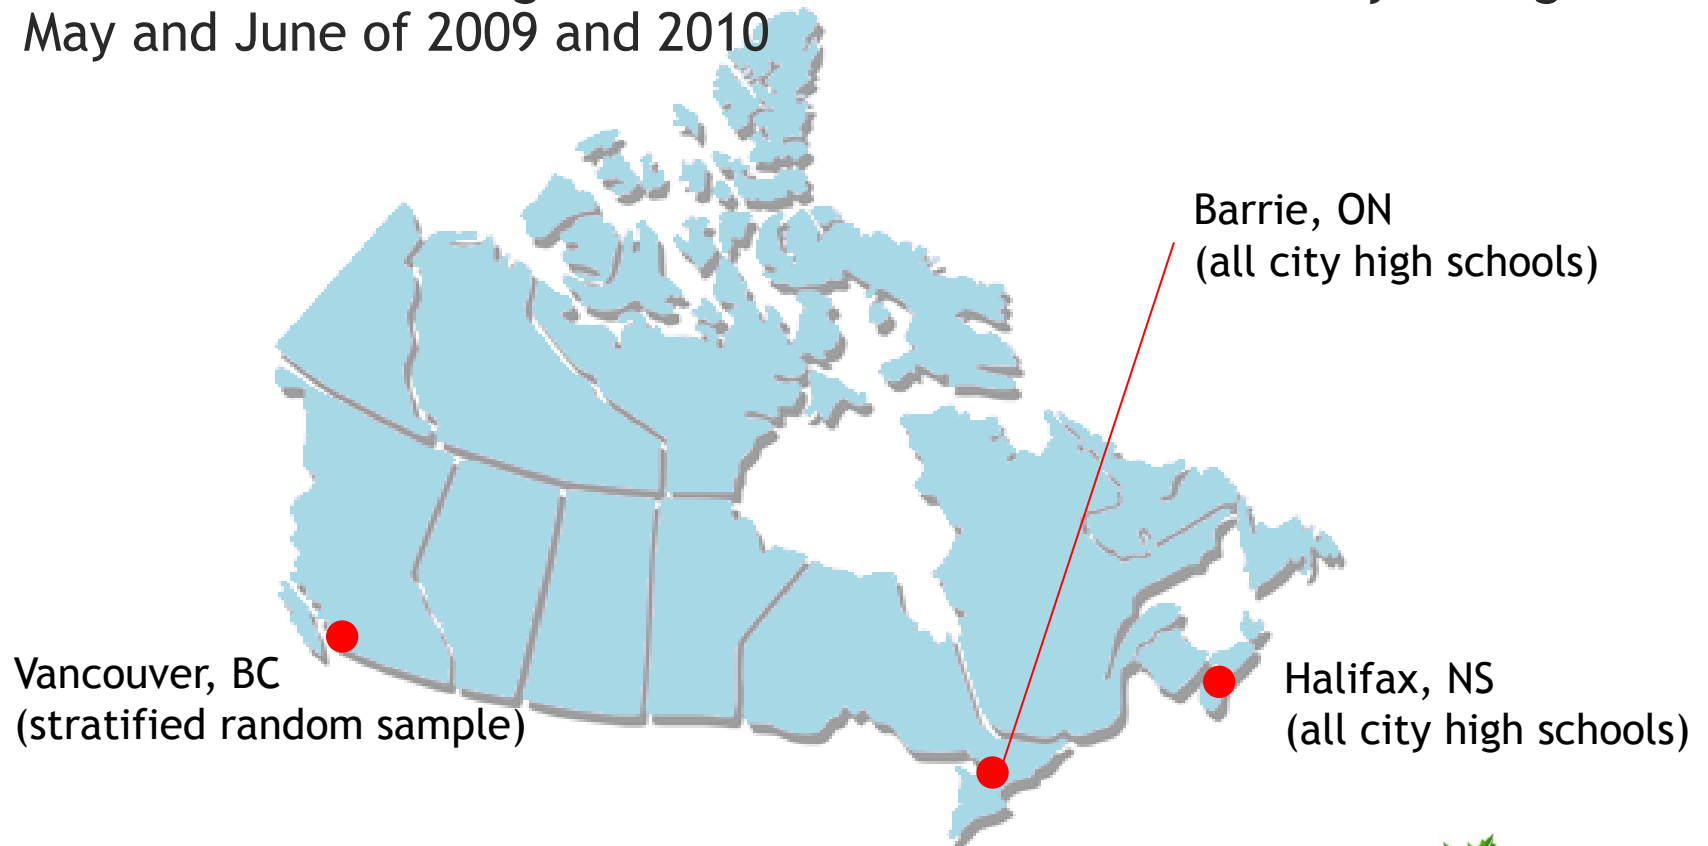 May and June of 2009 and 2010
Barrie, ON
(all city high schools)
Vancouver, BC
(stratified random sample)
Halifax, NS
(all city high schools)